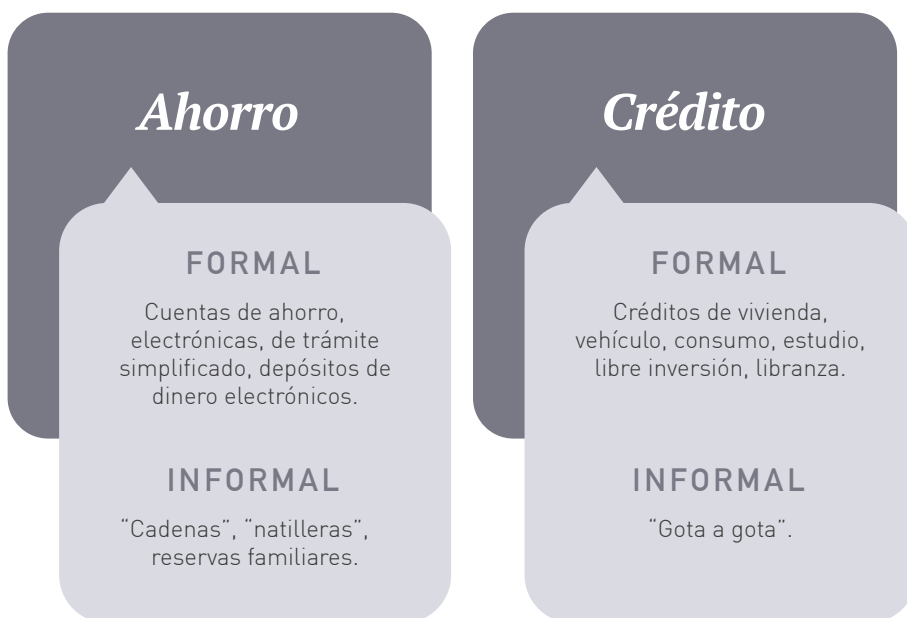 Ahorro
FORMAL
Cuentas de ahorro,
electrónicas, de trámite
simplificado, depósitos de
dinero electrónicos.
INFORMAL
“Cadenas”, “natilleras”,
reservas familiares.
Crédito
FORMAL
Créditos de vivienda,
vehículo, consumo, estudio,
libre inversión, libranza.
INFORMAL
“Gota a gota”.